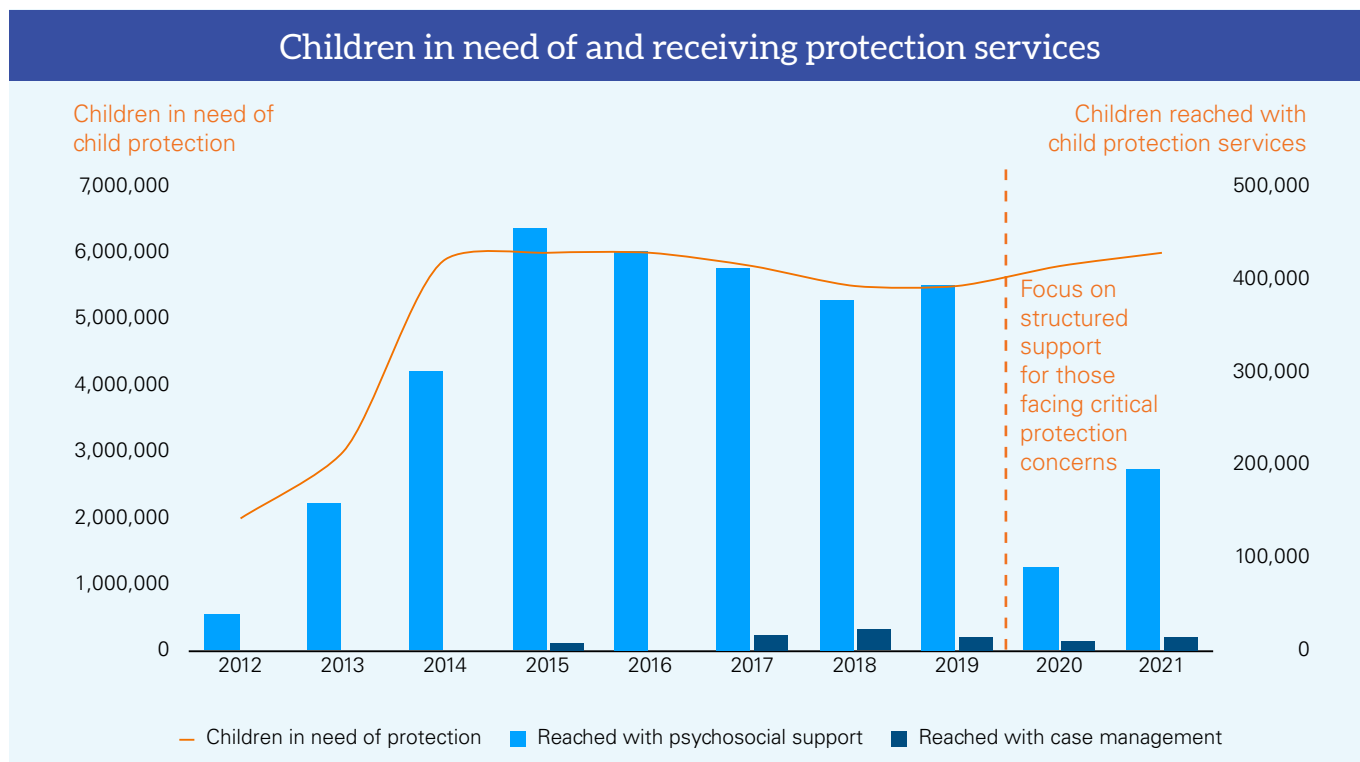 Children in need of and receiving protection services
Children in need of
child protection
Children reached with
child protection services
7,000,000
6,000,000
5,000,000
4,000,000
3,000,000
2,000,000
1,000,000
0
500,000
400,000
300,000
200,000
100,000
0
Focus on
structured
support
for those
facing critical
protection
concerns
2012 2013 2014 2015 2016 2017 2018 2019 2020 2021
Children in need of protection Reached with psychosocial support Reached with case management